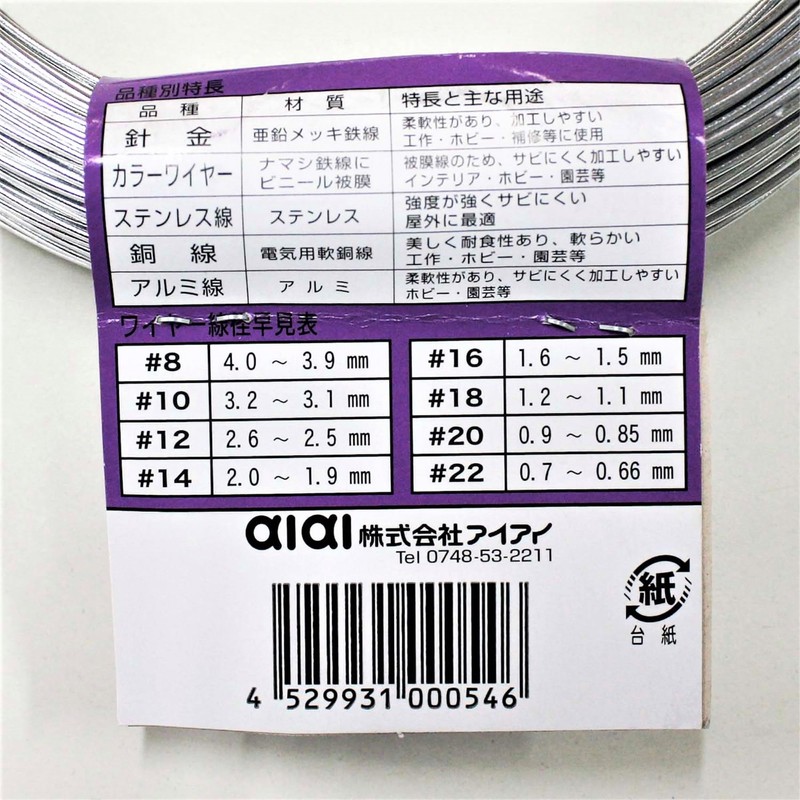 品種別特長
品種 材質 特長と主な用途
針金 亜鉛メッキ鉄線 柔軟性があり、加工しやすい
工作・ホビー・補修等に使用
カラーワイヤー ナマシ鉄線に
ビニール被膜 被膜線のため、サビにくく加工しやすい
インテリア・ホビー・園芸等
ステンレス線 ステンレス 強度が強くサビにくい
屋外に最適
銅線 電気用軟銅線 美しく耐食性あり、軟らかい
工作・ホビー・園芸等
アルミ線 アルミ 柔軟性があり、サビにくく加工しやすい
ホビー・園芸等
ワイヤー線径早見表
#8 4.0 ～ 3.9 mm
#10 3.2 ～ 3.1 mm
#12 2.6 ～ 2.5 mm
#14 2.0 ～ 1.9 mm
#16 1.6 ～ 1.5 mm
#18 1.2 ～ 1.1 mm
#20 0.9 ～ 0.85 mm
#22 0.7 ～ 0.66 mm
aiai 株式会社アイアイ
Tel 0748-53-2211
紙
台紙
4 529931 000546